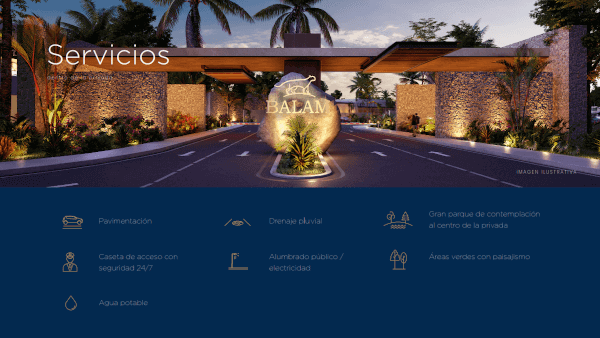 Servicios
BALAM
IMAGEN ILUSTRATIVA
Pavimentación
Drenaje pluvial
Gran parque de contemplación
al centro de la privada
Caseta de acceso con
seguridad 24/7
Alumbrado público /
electricidad
Áreas verdes con paisajismo
Agua potable